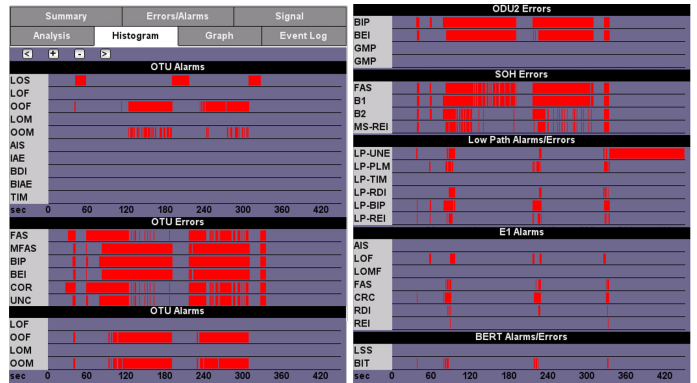 Summary Errors/Alarms Signal
Analysis Histogram Graph Event Log
< + - >
OTU Alarms
LOS
LOF
OOF
LOM
OOM
AIS
IAE
BDI
BIAE
TIM
sec 0 60 120 180 240 300 360 420
OTU Errors
FAS
MFAS
BIP
BEI
COR
UNC
OTU Alarms
LOF
OOF
LOM
OOM
sec 0 60 120 180 240 300 360 420
ODU2 Errors
BIP
BEI
GMP
GMP
SOH Errors
FAS
B1
B2
MS-REI
Low Path Alarms/Errors
LP-UNE
LP-PLM
LP-TIM
LP-RDI
LP-BIP
LP-REI
E1 Alarms
AIS
LOF
LOMF
FAS
CRC
RDI
REI
BERT Alarms/Errors
LSS
BIT
sec 0 60 120 180 240 300 360 420